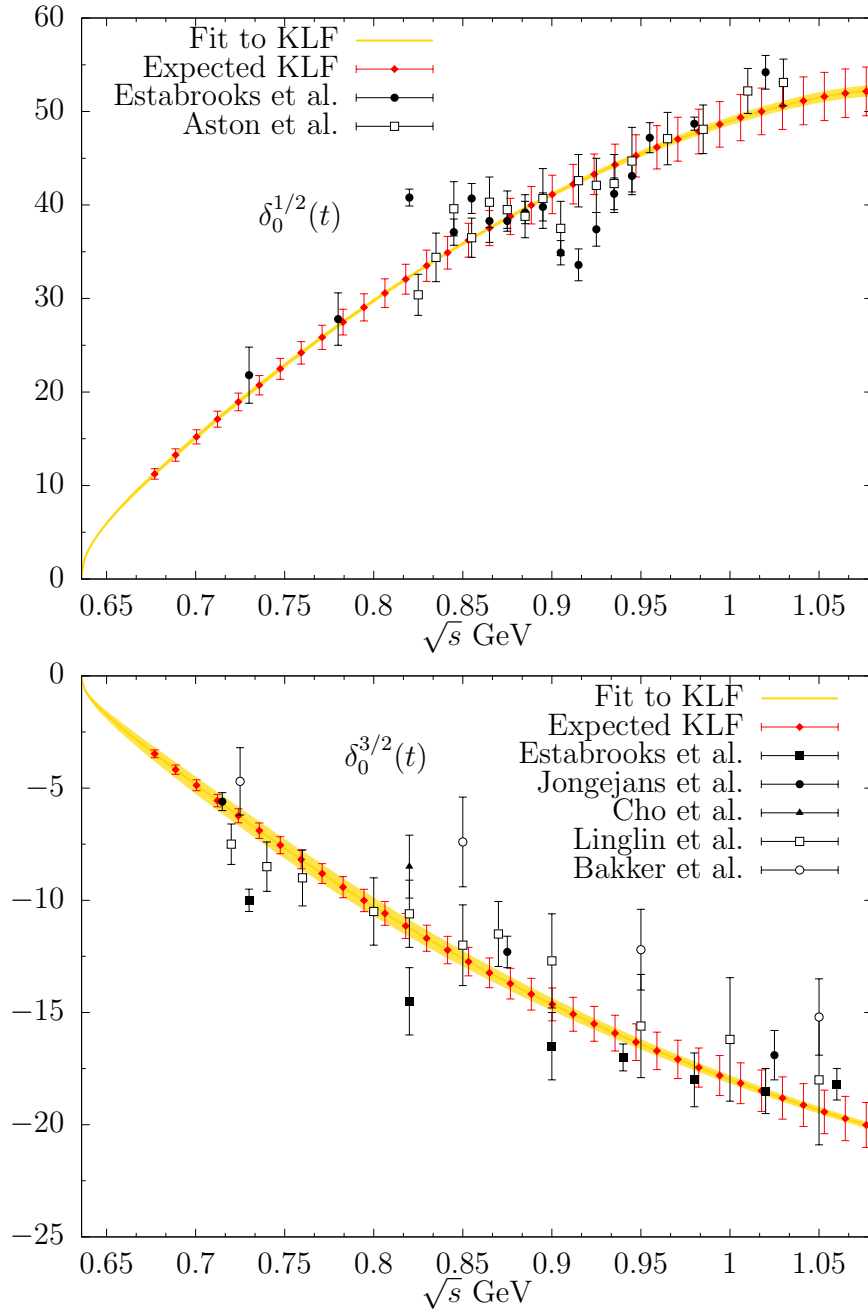 60
50
40
30
20
10
0
Fit to KLF
Expected KLF
Estabrooks et al.
Aston et al.
δ_0^{1/2}(t)
0.65 0.7 0.75 0.8 0.85 0.9 0.95 1 1.05
√s GeV
0
−5
−10
−15
−20
−25
Fit to KLF
Expected KLF
Estabrooks et al.
Jongejans et al.
Cho et al.
Linglin et al.
Bakker et al.
δ_0^{3/2}(t)
0.65 0.7 0.75 0.8 0.85 0.9 0.95 1 1.05
√s GeV